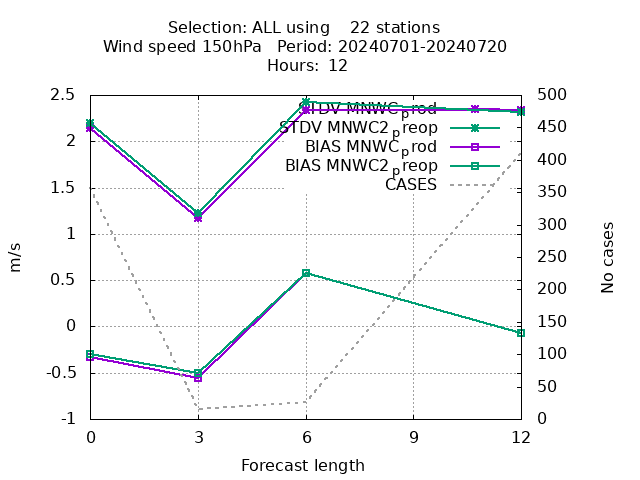 Selection: ALL using 22 stations
Wind speed 150hPa Period: 20240701-20240720
Hours: 12
2.5
2
1.5
1
0.5
0
-0.5
-1
m/s
STDV MNWC_prod
STDV MNWC2_preop
BIAS MNWC_prod
BIAS MNWC2_preop
CASES
500
450
400
350
300
250
200
150
100
50
0
No cases
0 3 6 9 12
Forecast length